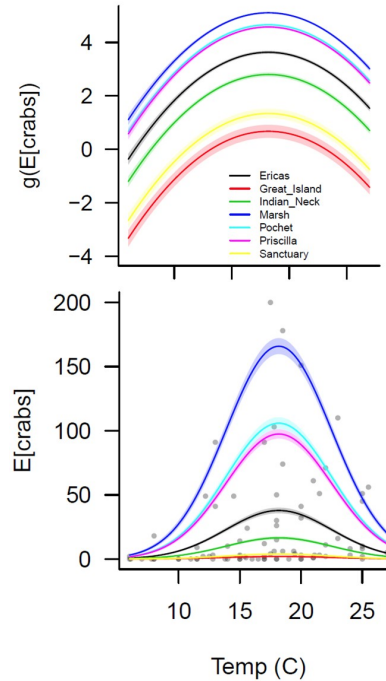 g(E[crabs])
4
2
0
−2
−4
Ericas
Great_Island
Indian_Neck
Marsh
Pochet
Priscilla
Sanctuary
E[crabs]
200
150
100
50
0
10 15 20 25
Temp (C)